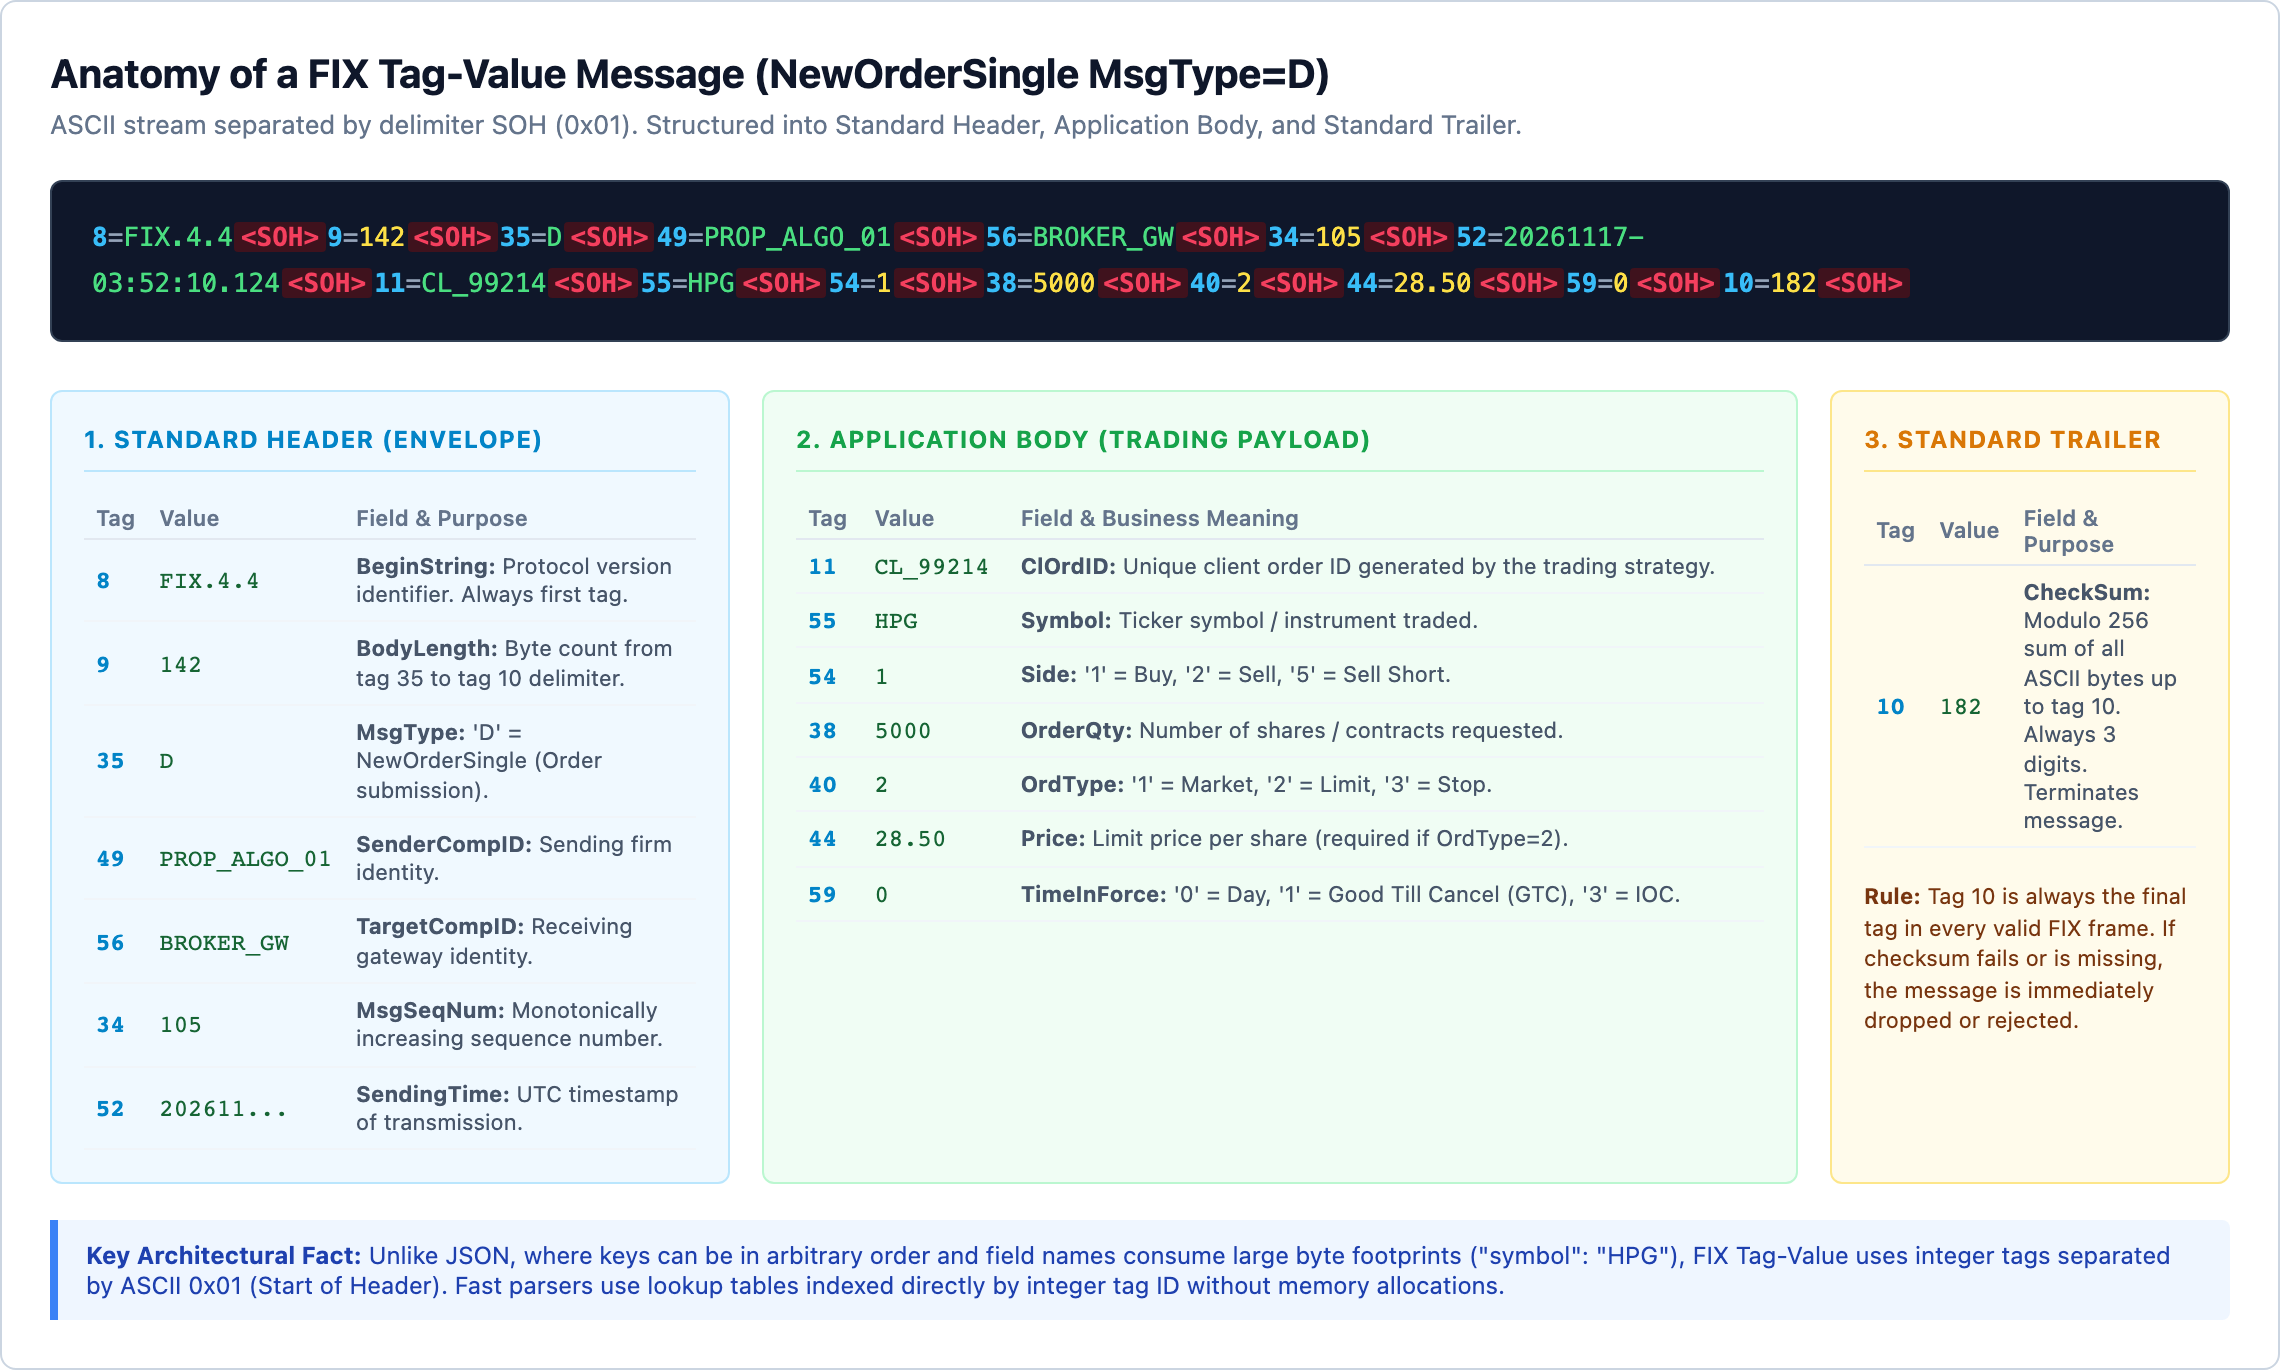 Anatomy of a FIX Tag-Value Message (NewOrderSingle MsgType=D)
ASCII stream separated by delimiter SOH (0x01). Structured into Standard Header, Application Body, and Standard Trailer.
8=FIX.4.4<SOH>9=142<SOH>35=D<SOH>49=PROP_ALGO_01<SOH>56=BROKER_GW<SOH>34=105<SOH>52=20261117-
03:52:10.124<SOH>11=CL_99214<SOH>55=HPG<SOH>54=1<SOH>38=5000<SOH>40=2<SOH>44=28.50<SOH>59=0<SOH>10=182<SOH>
1. STANDARD HEADER (ENVELOPE)
Tag Value Field & Purpose
8 FIX.4.4 BeginString: Protocol version
identifier. Always first tag.
9 142 BodyLength: Byte count from
tag 35 to tag 10 delimiter.
35 D MsgType: 'D' =
NewOrderSingle (Order
submission).
49 PROP_ALGO_01 SenderCompID: Sending firm
identity.
56 BROKER_GW TargetCompID: Receiving
gateway identity.
34 105 MsgSeqNum: Monotonically
increasing sequence number.
52 202611... SendingTime: UTC timestamp
of transmission.
2. APPLICATION BODY (TRADING PAYLOAD)
Tag Value Field & Business Meaning
11 CL_99214 ClOrdID: Unique client order ID generated by the trading strategy.
55 HPG Symbol: Ticker symbol / instrument traded.
54 1 Side: '1' = Buy, '2' = Sell, '5' = Sell Short.
38 5000 OrderQty: Number of shares / contracts requested.
40 2 OrdType: '1' = Market, '2' = Limit, '3' = Stop.
44 28.50 Price: Limit price per share (required if OrdType=2).
59 0 TimeInForce: '0' = Day, '1' = Good Till Cancel (GTC), '3' = IOC.
3. STANDARD TRAILER
Tag Value Field &
Purpose
10 182 CheckSum:
Modulo 256
sum of all
ASCII bytes up
to tag 10.
Always 3
digits.
Terminates
message.
Rule: Tag 10 is always the final
tag in every valid FIX frame. If
checksum fails or is missing,
the message is immediately
dropped or rejected.
Key Architectural Fact: Unlike JSON, where keys can be in arbitrary order and field names consume large byte footprints ("symbol": "HPG"), FIX Tag-Value uses integer tags separated
by ASCII 0x01 (Start of Header). Fast parsers use lookup tables indexed directly by integer tag ID without memory allocations.